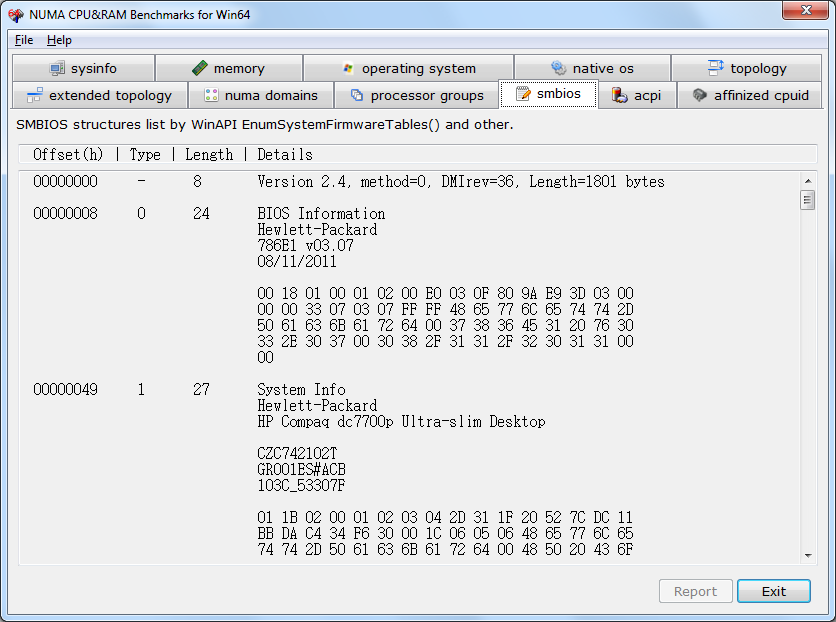 NUMA CPU&RAM Benchmarks for Win64
File Help
sysinfo memory operating system native os topology
extended topology numa domains processor groups smbios acpi affinized cpuid
SMBIOS structures list by WinAPI EnumSystemFirmwareTables() and other.
Offset(h) | Type | Length | Details
00000000 - 8 Version 2.4, method=0, DMIrev=36, Length=1801 bytes
00000008 0 24 BIOS Information
Hewlett-Packard
786E1 v03.07
08/11/2011
00 18 01 00 01 02 00 E0 03 0F 80 9A E9 3D 03 00
00 00 33 07 03 07 FF FF 48 65 77 6C 65 74 74 2D
50 61 63 6B 61 72 64 00 37 38 36 45 31 20 76 30
33 2E 30 37 00 30 38 2F 31 31 2F 32 30 31 31 00
00
00000049 1 27 System Info
Hewlett-Packard
HP Compaq dc7700p Ultra-slim Desktop
CZC742102T
GR001ES#ACB
103C_53307F
01 1B 02 00 01 02 03 04 2D 31 1F 20 52 7C DC 11
BB DA C4 34 F6 30 00 1C 06 05 06 48 65 77 6C 65
74 74 2D 50 61 63 6B 61 72 64 00 48 50 20 43 6F
Report Exit